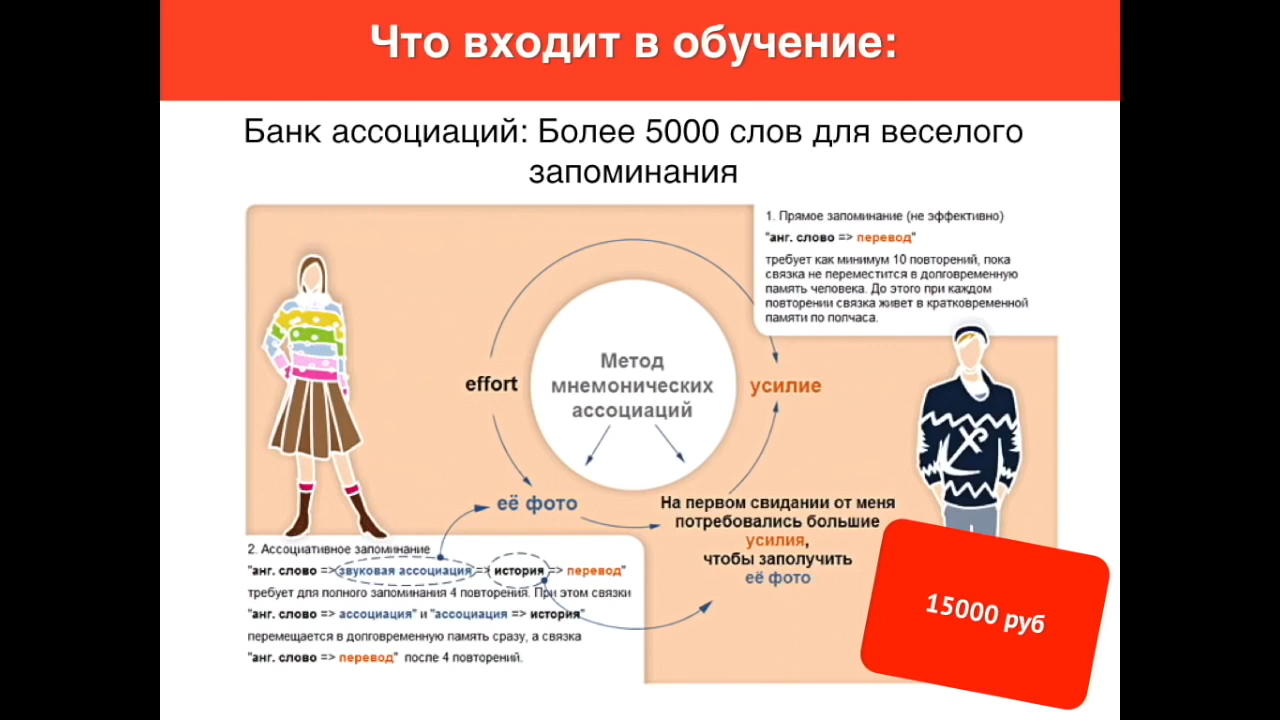 Что входит в обучение:
Банк ассоциаций: Более 5000 слов для веселого
запоминания
1. Прямое запоминание (не эффективно)
"анг. слово => перевод"
требует как минимум 10 повторений, пока
связка не переместится в долговременную
память человека. До этого при каждом
повторении связка живет в кратковременной
памяти по полчаса.
Метод
мнемонических
ассоциаций
effort
усилие
её фото
На первом свидании от меня
потребовались большие
усилия,
чтобы заполучить
её фото
2. Ассоциативное запоминание
"анг. слово => звуковая ассоциация => история => перевод"
требует для полного запоминания 4 повторения. При этом связки
"анг. слово => ассоциация" и "ассоциация => история"
перемещается в долговременную память сразу, а связка
"анг. слово => перевод" после 4 повторений.
15000 руб